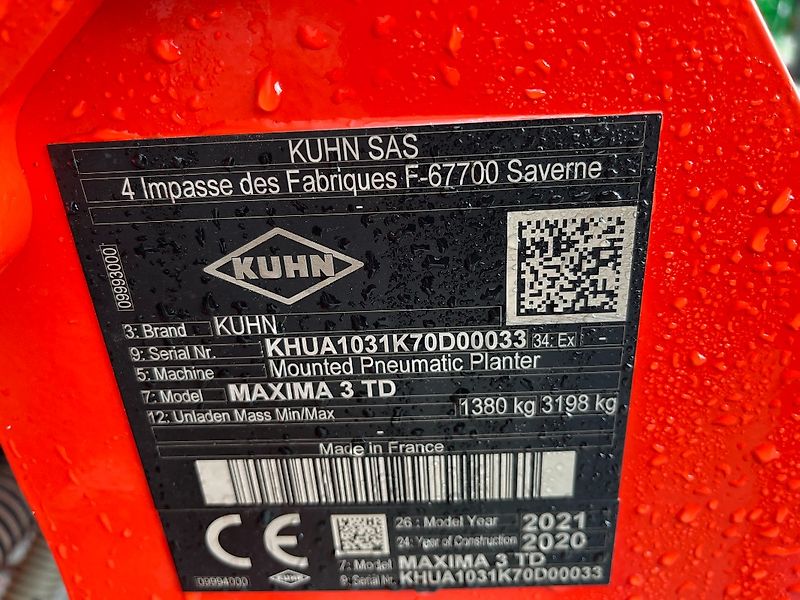 KUHN SAS
4 Impasse des Fabriques F-67700 Saverne
-
KUHN
09993000
3: Brand KUHN
9: Serial Nr. KHUA1031K70D00033 34: Ex -
5: Machine Mounted Pneumatic Planter
7: Model MAXIMA 3 TD
12: Unladen Mass Min/Max 1380 kg 3198 kg
-
Made in France
CE
26: Model Year 2021
24: Year of Construction 2020
7: Model MAXIMA 3 TD
09994000 KUHN 9: Serial Nr. KHUA1031K70D00033